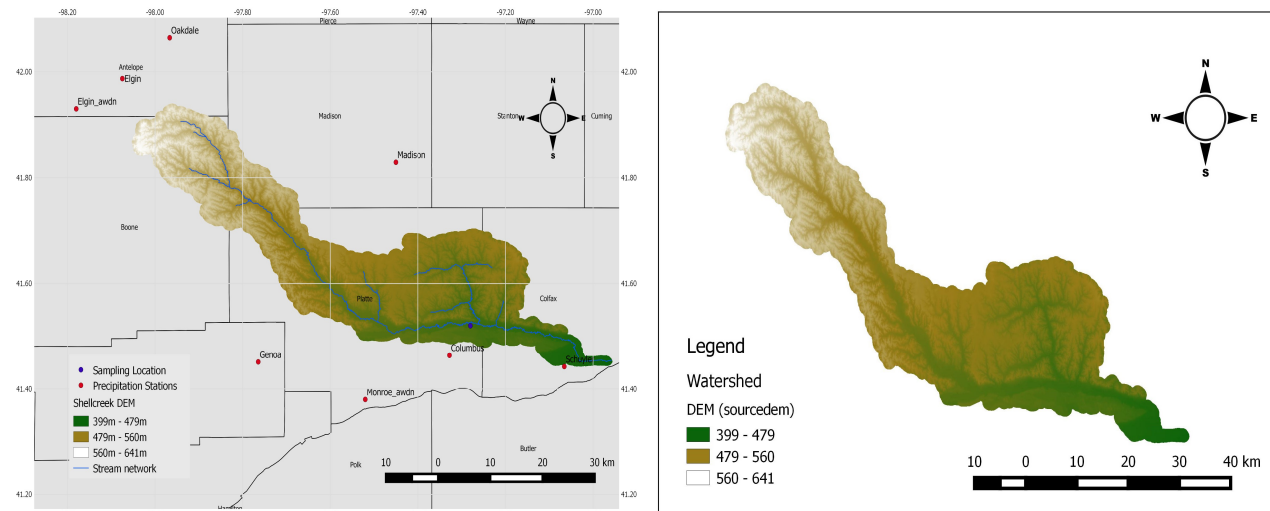 -98.20 -98.00 -97.80 -97.60 -97.40 -97.20 -97.00
Pierce Wayne
Oakdale
42.00
Antelope
Elgin
Elgin_awdn
N
W E
S
Madison
Stanton
Cuming
Madison
41.80
Boone
41.60
Platte
Colfax
Genoa
Columbus
Schuyle
41.40
Monroe_awdn
Sampling Location
Precipitation Stations
Shellcreek DEM
399m - 479m
479m - 560m
560m - 641m
Stream network
Butler
Polk
10 0 10 20 30 km
41.20
Hamilton
42.00
41.80
41.60
41.40
41.20
N
W E
S
Legend
Watershed
DEM (sourcedem)
399 - 479
479 - 560
560 - 641
10 0 10 20 30 40 km